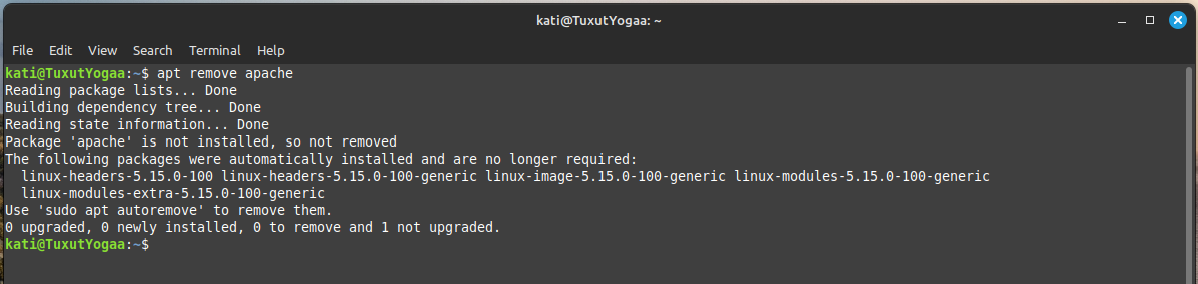 kati@TuxutYogaa: ~
File Edit View Search Terminal Help
kati@TuxutYogaa:~$ apt remove apache
Reading package lists... Done
Building dependency tree... Done
Reading state information... Done
Package 'apache' is not installed, so not removed
The following packages were automatically installed and are no longer required:
  linux-headers-5.15.0-100 linux-headers-5.15.0-100-generic linux-image-5.15.0-100-generic linux-modules-5.15.0-100-generic
  linux-modules-extra-5.15.0-100-generic
Use 'sudo apt autoremove' to remove them.
0 upgraded, 0 newly installed, 0 to remove and 1 not upgraded.
kati@TuxutYogaa:~$